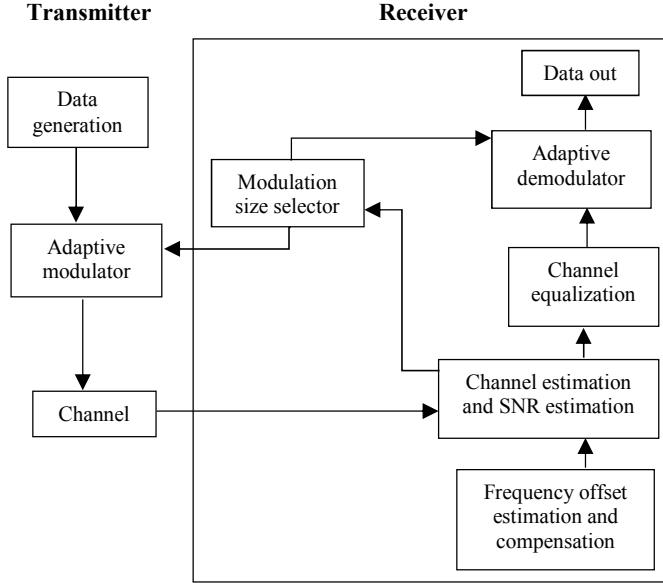 Transmitter
Receiver
Data
generation
Adaptive
modulator
Channel
Modulation
size selector
Data out
Adaptive
demodulator
Channel
equalization
Channel estimation
and SNR estimation
Frequency offset
estimation and
compensation